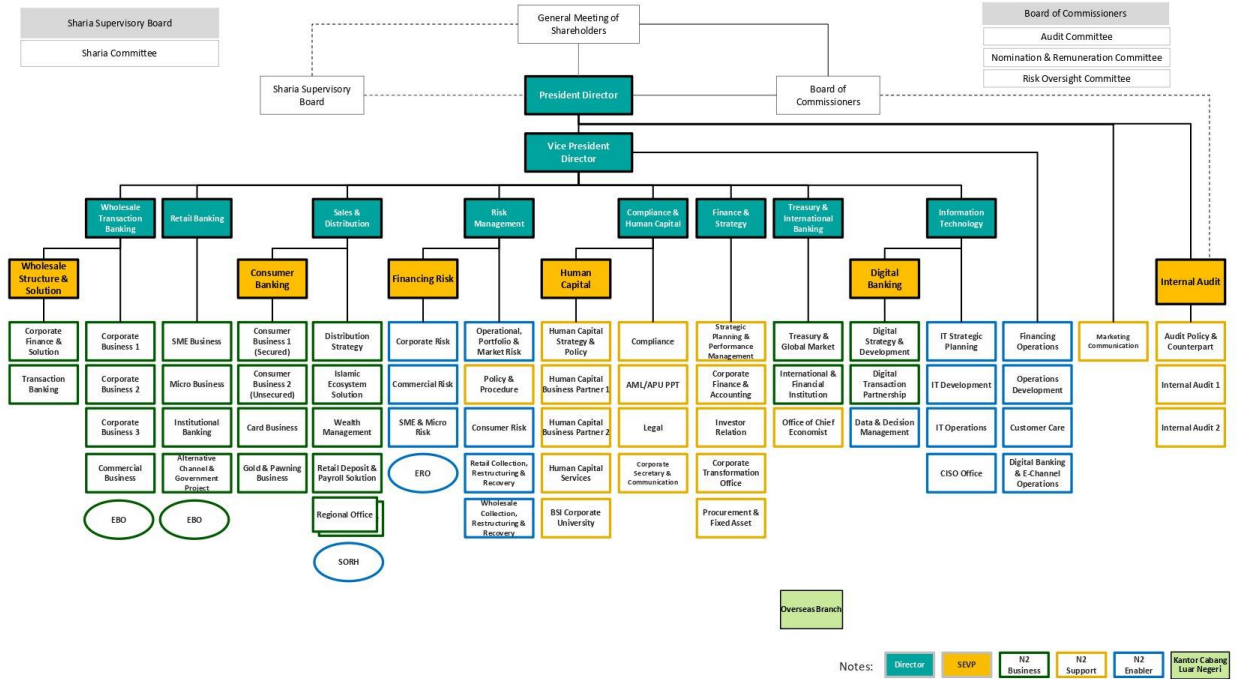 Sharia Supervisory Board
Sharia Committee
General Meeting of
Shareholders
Board of Commissioners
Audit Committee
Nomination & Remuneration Committee
Risk Oversight Committee
Sharia Supervisory
Board
President Director
Board of
Commissioners
Vice President
Director
Wholesale
Transaction
Banking
Retail Banking
Sales &
Distribution
Risk
Management
Compliance &
Human Capital
Finance &
Strategy
Treasury &
International
Banking
Information
Technology
Wholesale
Structure &
Solution
Consumer
Banking
Financing Risk
Human
Capital
Digital
Banking
Internal Audit
Corporate
Finance &
Solution
Corporate
Business 1
SME Business
Consumer
Business 1
(Secured)
Distribution
Strategy
Corporate Risk
Operational,
Portfolio &
Market Risk
Human Capital
Strategy &
Policy
Compliance
Strategic
Planning &
Performance
Management
Treasury &
Global Market
Digital
Strategy &
Development
IT Strategic
Planning
Financing
Operations
Marketing
Communication
Audit Policy &
Counterpart
Transaction
Banking
Corporate
Business 2
Micro Business
Consumer
Business 2
(Unsecured)
Islamic
Ecosystem
Solution
Commercial Risk
Policy &
Procedure
Human Capital
Business Partner 1
AML/APU PPT
Corporate
Finance &
Accounting
International &
Financial
Institution
Digital
Transaction
Partnership
IT Development
Operations
Development
Internal Audit 1
Corporate
Business 3
Institutional
Banking
Card Business
Wealth
Management
SME & Micro
Risk
Consumer Risk
Human Capital
Business Partner 2
Legal
Investor
Relation
Office of Chief
Economist
Data & Decision
Management
IT Operations
Customer Care
Internal Audit 2
Commercial
Business
Alternative
Channel &
Government
Project
Gold & Pawning
Business
Retail Deposit &
Payroll Solution
ERO
Retail Collection,
Restructuring &
Recovery
Human Capital
Services
Corporate
Secretary &
Communication
Corporate
Transformation
Office
CISO Office
Digital Banking
& E-Channel
Operations
EBO
EBO
Regional Office
Wholesale
Collection,
Restructuring &
Recovery
BSI Corporate
University
Procurement &
Fixed Asset
SORH
Overseas Branch
Notes:
Director
SEVP
N2
Business
N2
Support
N2
Enabler
Kantor Cabang
Luar Negeri